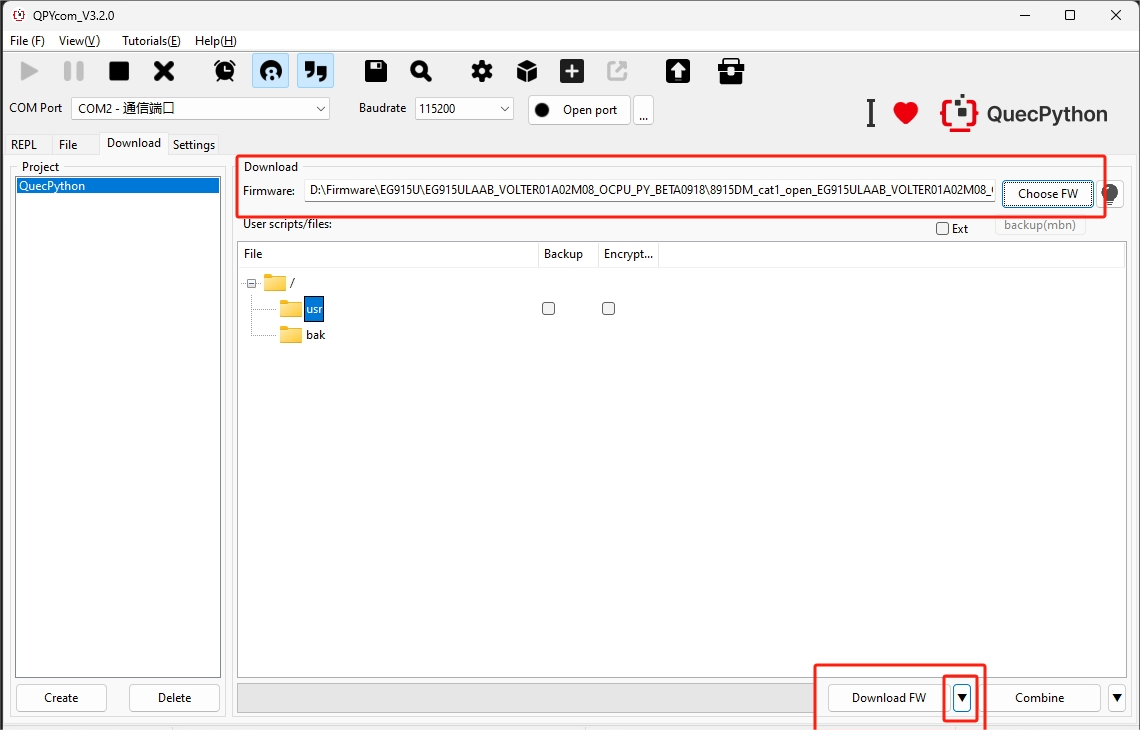 QPYcom_V3.2.0
File (F) View(V) Tutorials(E) Help(H)
COM Port COM2 - 通信端口 Baudrate 115200 Open port ... I QuecPython
REPL File Download Settings
Project
QuecPython
Download
Firmware: D:\Firmware\EG915U\EG915ULAAB_VOLTER01A02M08_OCPU_PY_BETA0918\8915DM_cat1_open_EG915ULAAB_VOLTER01A02M08_ Choose FW
User scripts/files: Ext backup(mbn)
File Backup Encrypt...
/
usr
bak
Create Delete Download FW Combine